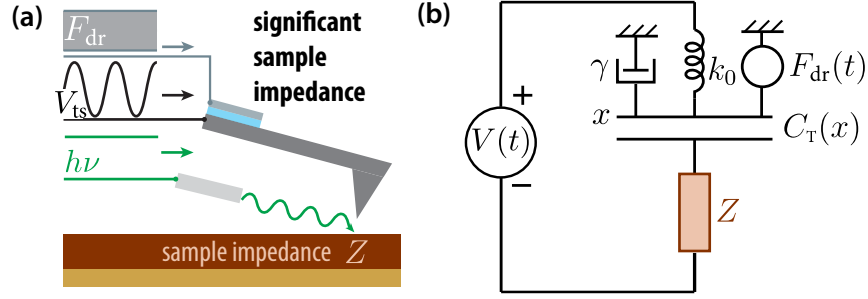 (a)
F_dr
significant
sample
impedance
V_ts
hν
sample impedance Z
(b)
γ
k_0
F_dr(t)
+
x
C_T(x)
V(t)
−
Z